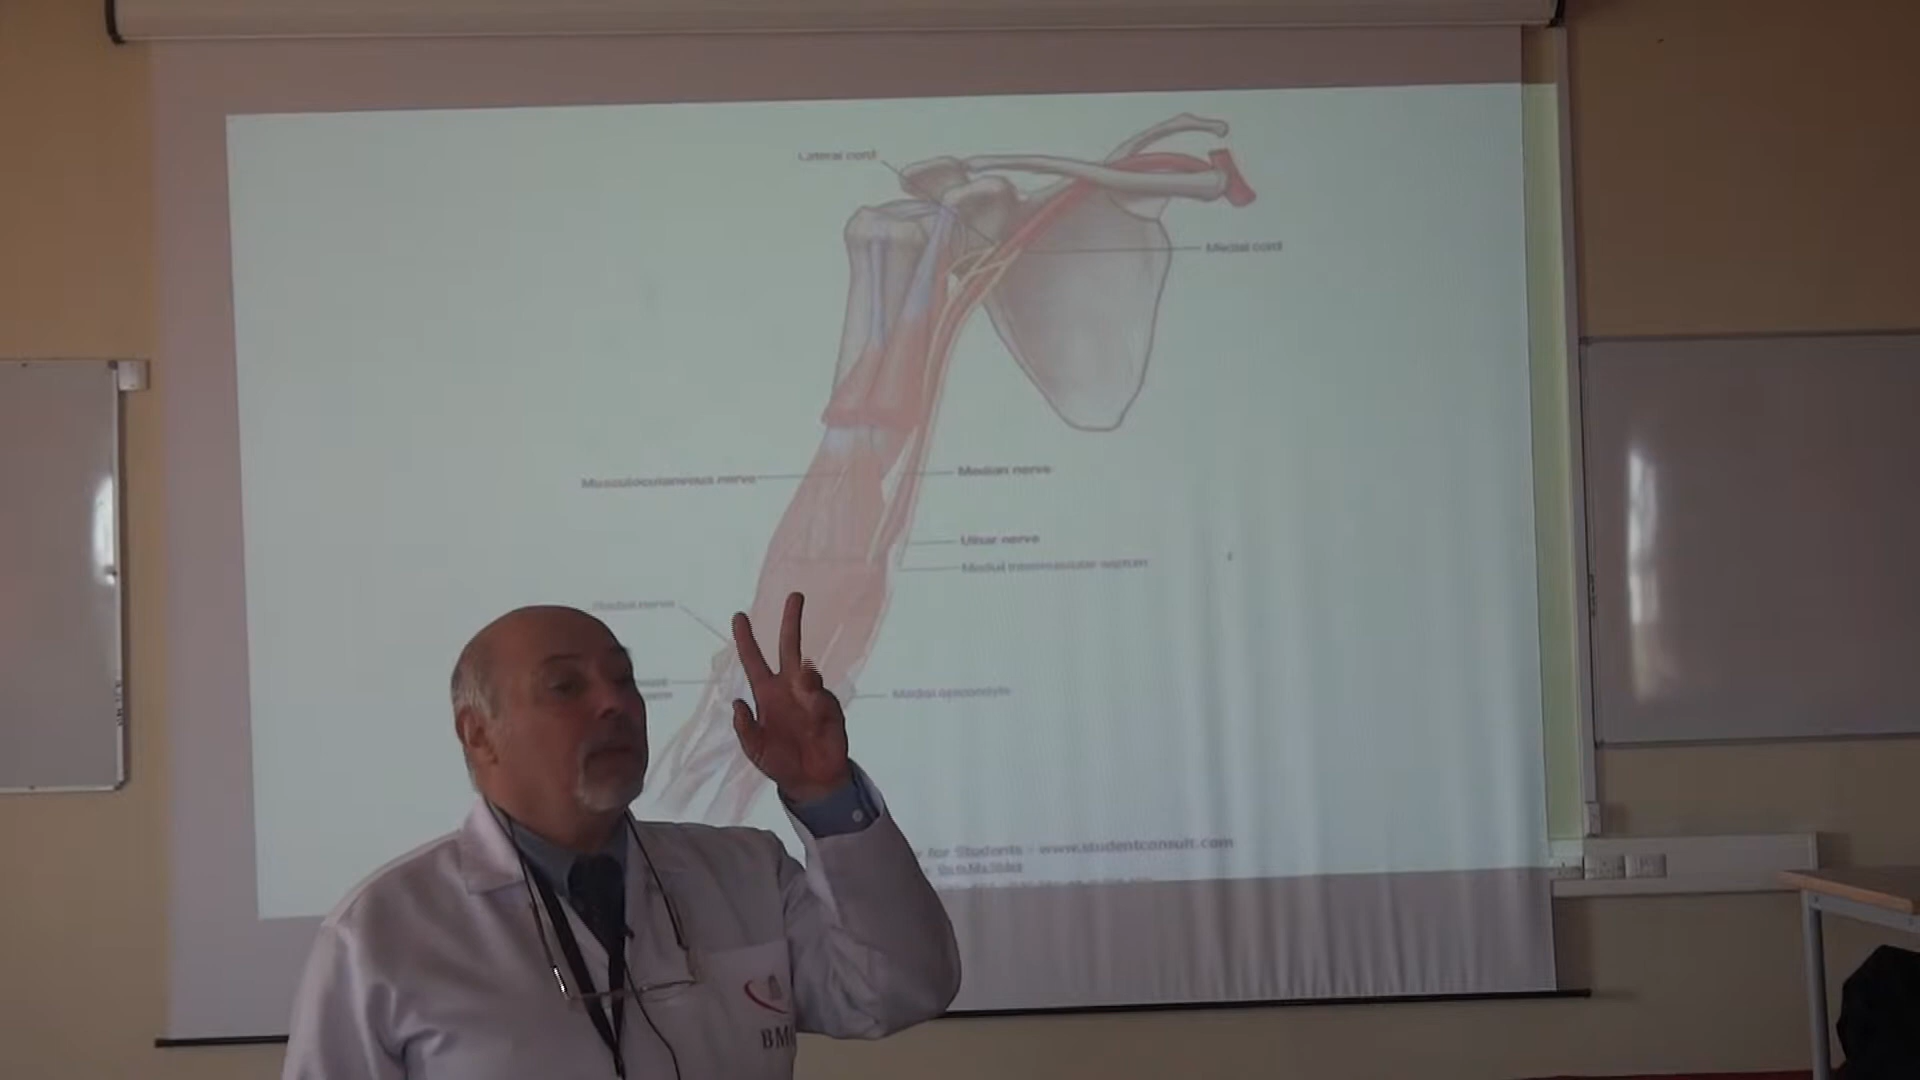 Lateral cord
Medial cord
Median nerve
Musculocutaneous nerve
Ulnar nerve
Medial intermuscular septum
Radial nerve
Medial epicondyle
for Students - www.studentconsult.com
BM